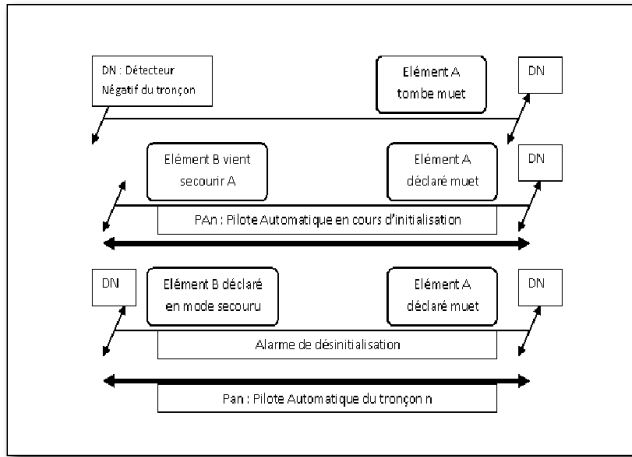 DN : Détecteur
Négatif du tronçon
Elément A
tombe muet
DN
Elément B vient
secourir A
Elément A
déclaré muet
DN
PAn : Pilote Automatique en cours d'initialisation
DN
Elément B déclaré
en mode secouru
Elément A
déclaré muet
DN
Alarme de désinitialisation
Pan : Pilote Automatique du tronçon n